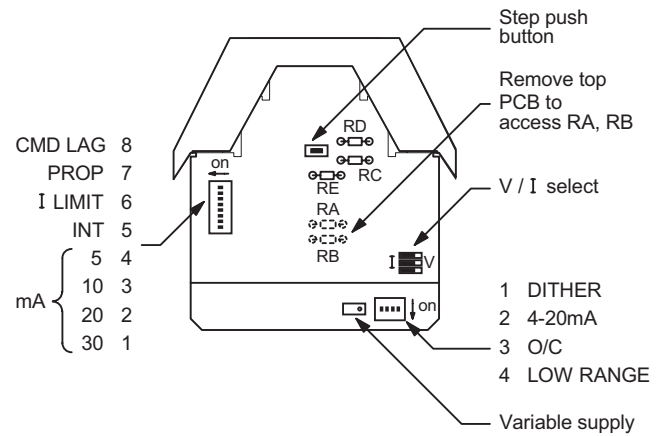 Step push
button
Remove top
PCB to
access RA, RB
RD
RC
RE
RA
RB
on
CMD LAG 8
PROP 7
I LIMIT 6
INT 5
5 4
10 3
20 2
30 1
mA
V / I select
I V
on
1 DITHER
2 4-20mA
3 O/C
4 LOW RANGE
Variable supply